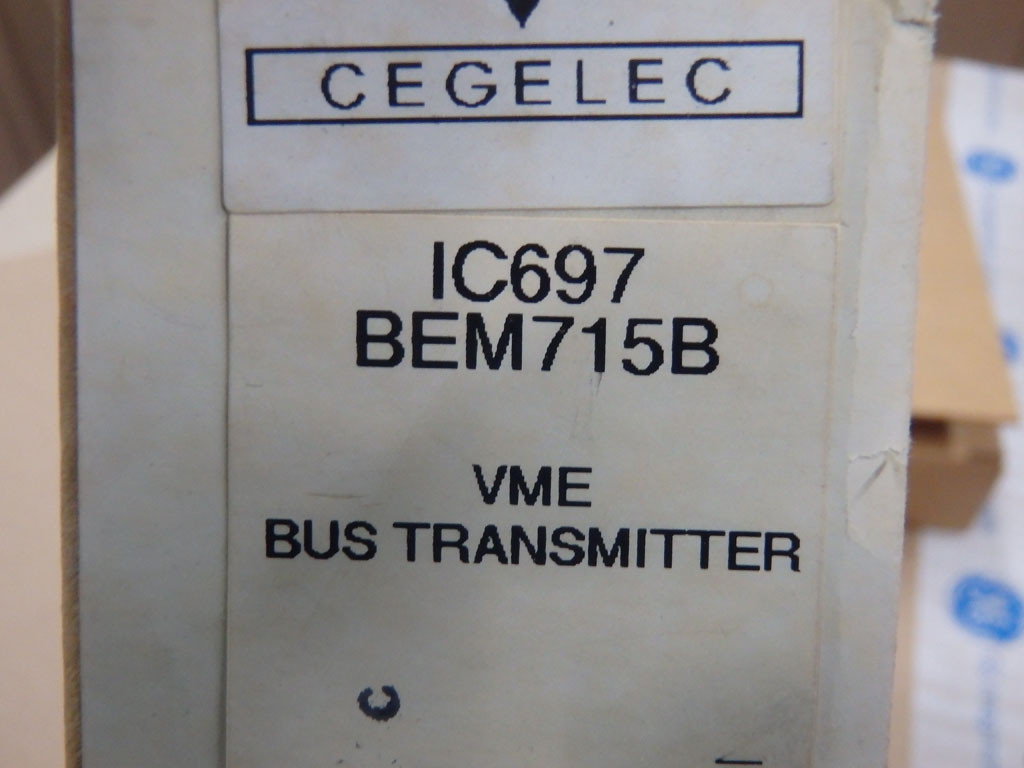 CEGELEC
IC697
BEM715B
VME
BUS TRANSMITTER